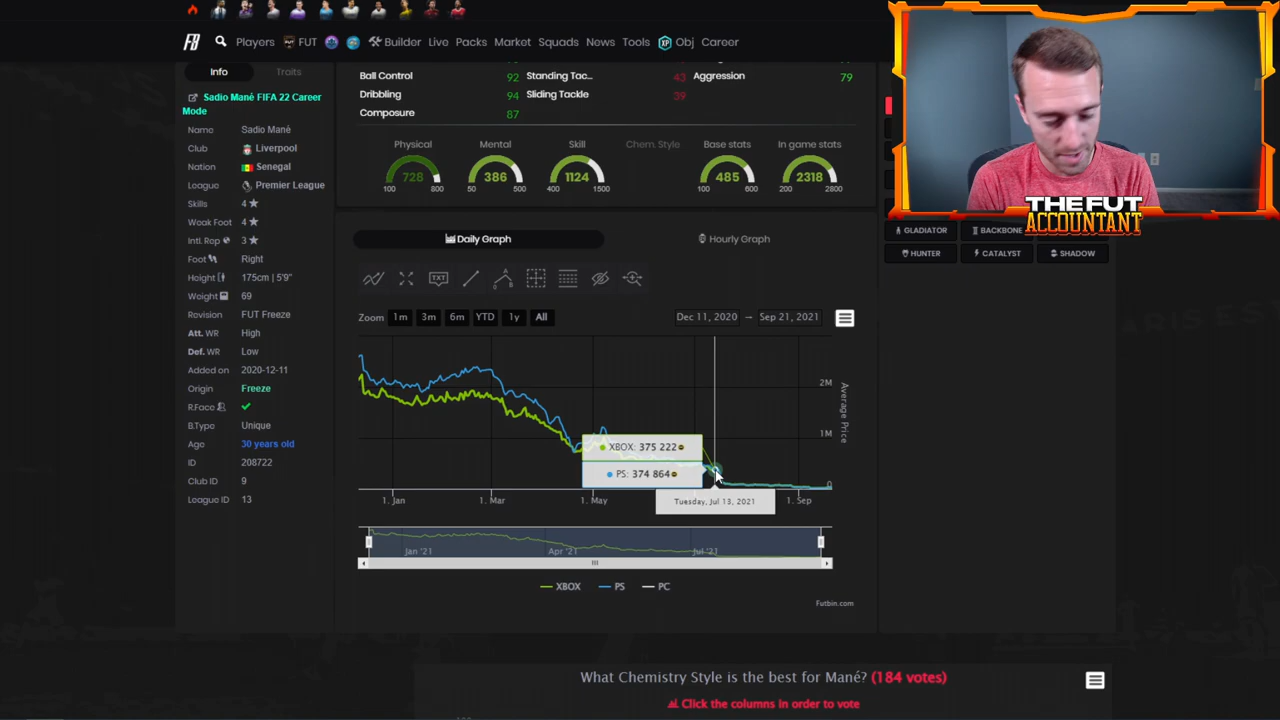 Players FUT Builder Live Packs Market Squads News Tools Obj Career
Info Traits
Sadio Mané FIFA 22 Career Mode
Name Sadio Mané
Club Liverpool
Nation Senegal
League Premier League
Skills 4
Weak Foot 4
Intl. Rep 3
Foot Right
Height 175cm | 5'9"
Weight 69
Revision FUT Freeze
Att. WR High
Def. WR Low
Added on 2020-12-11
Origin Freeze
R.Face
B.Type Unique
Age 30 years old
ID 208722
Club ID 9
League ID 13
Ball Control 92 Standing Tac... 43 Aggression 79
Dribbling 94 Sliding Tackle 39
Composure 87
Physical Mental Skill Chem. Style Base stats In game stats
728 386 1124 485 2318
100 800 50 500 400 1500 100 600 200 2800
Daily Graph Hourly Graph
TXT
Zoom 1m 3m 6m YTD 1y All Dec 11, 2020 → Sep 21, 2021
2M
1M
0
Average Price
XBOX: 375 222
PS: 374 864
1. Jan 1. Mar 1. May 1. Sep
Tuesday, Jul 13, 2021
Jan '21 Apr '21 Jul '21
XBOX PS PC
Futbin.com
What Chemistry Style is the best for Mané? (184 votes)
Click the columns in order to vote
THE FUT
ACCOUNTANT
GLADIATOR BACKBONE
HUNTER CATALYST SHADOW